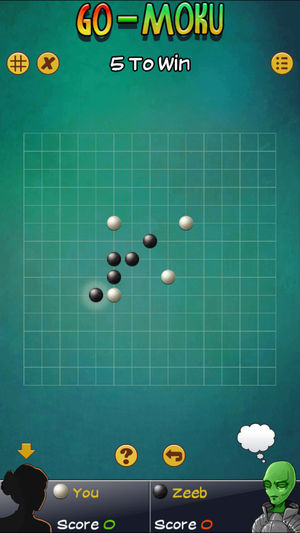 GO-MOKU
5 To Win
?
You
Zeeb
Score 0
Score 0